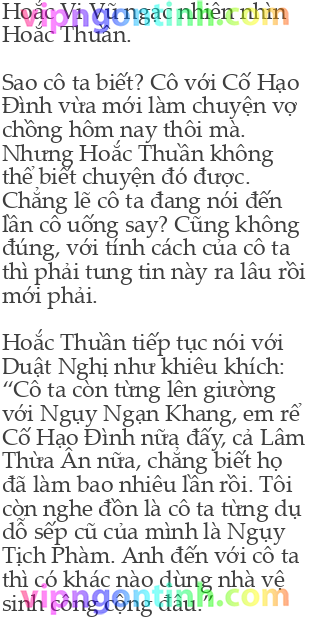 Hoắc Vi Vũ ngạc nhiên nhìn
Hoắc Thuần.
Sao cô ta biết? Cô với Cố Hạo
Đình vừa mới làm chuyện vợ
chồng hôm nay thôi mà.
Nhưng Hoắc Thuần không
thể biết chuyện đó được.
Chẳng lẽ cô ta đang nói đến
lần cô uống say? Cũng không
đúng, với tính cách của cô ta
thì phải tung tin này ra lâu rồi
mới phải.
Hoắc Thuần tiếp tục nói với
Duật Nghị như khiêu khích:
“Cô ta còn từng lên giường
với Ngụy Ngạn Khang, em rể
Cố Hạo Đình nữa đấy, cả Lâm
Thừa Ân nữa, chẳng biết họ
đã làm bao nhiêu lần rồi. Tôi
còn nghe đồn là cô ta từng dụ
dỗ sếp cũ của mình là Ngụy
Tịch Phàm. Anh đến với cô ta
thì có khác nào dùng nhà vệ
sinh công cộng đâu.”
vipngontinh.com
vipngontinh.com